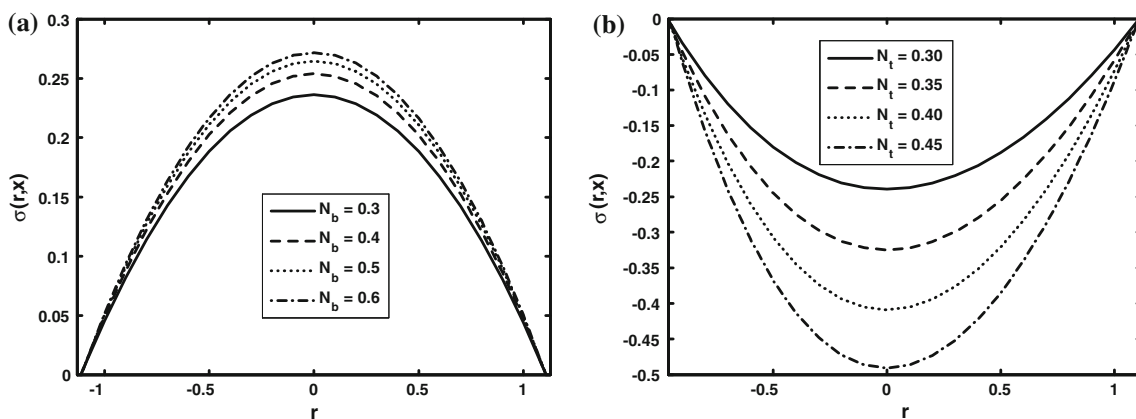 (a)
0.3
0.25
0.2
0.15
0.1
0.05
0
σ (r,x)
N_b = 0.3
N_b = 0.4
N_b = 0.5
N_b = 0.6
-1
-0.5
0
0.5
1
r
(b)
0
-0.05
-0.1
-0.15
-0.2
-0.25
-0.3
-0.35
-0.4
-0.45
-0.5
σ (r,x)
N_t = 0.30
N_t = 0.35
N_t = 0.40
N_t = 0.45
-0.5
0
0.5
1
r